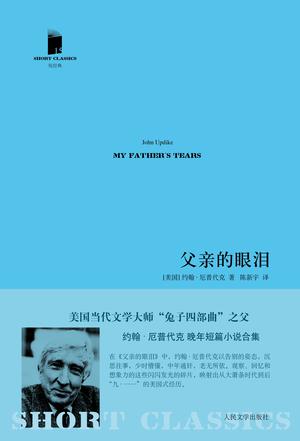 15
SHORT CLASSICS
短经典
John Updike
MY FATHER'S TEARS
父亲的眼泪
[美国] 约翰·厄普代克 著 陈新宇 译
美国当代文学大师“兔子四部曲”之父
约翰·厄普代克 晚年短篇小说合集
在《父亲的眼泪》中，约翰·厄普代克以告别的姿态，沉
思往事，少时懵懂，中年通奸，老无所依，观察、回忆和
想象力的这些闪闪发光的碎片，映射出从大萧条时代到后
“九·一一”的美国式经历。
人民文学出版社
SHORT CLASSICS